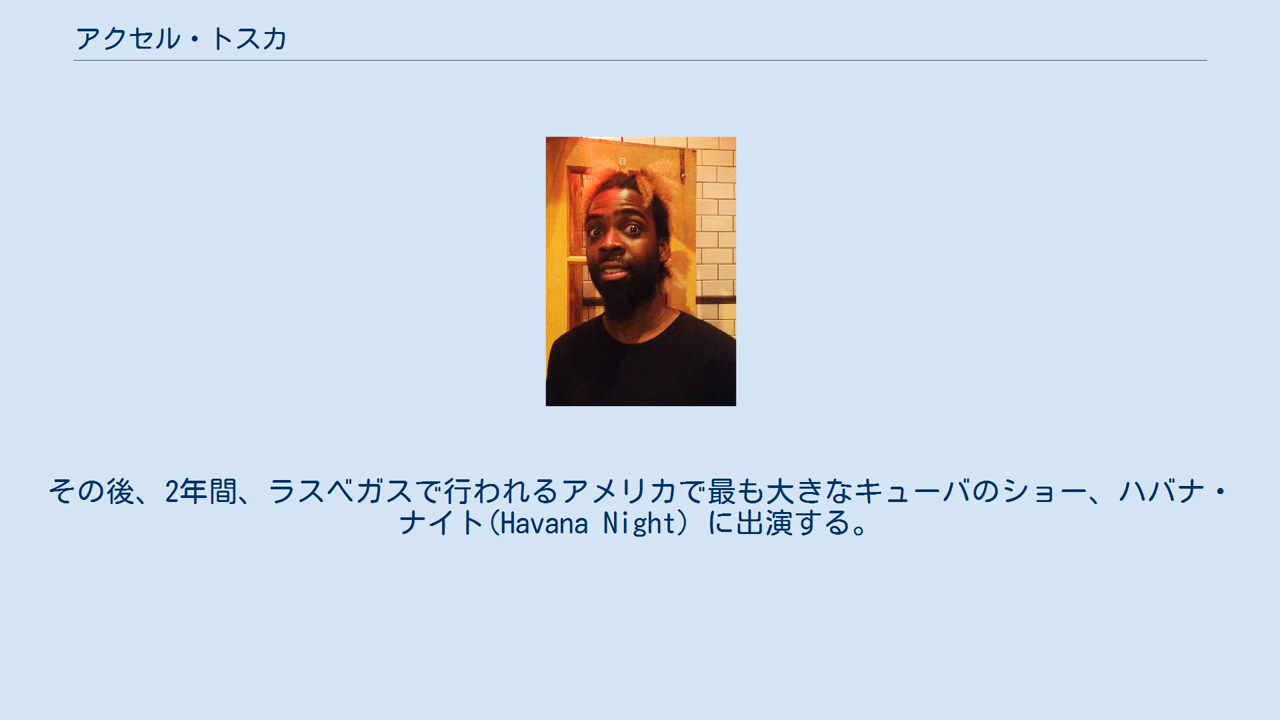 アクセル・トスカ
その後、2年間、ラスベガスで行われるアメリカで最も大きなキューバのショー、ハバナ・
ナイト(Havana Night) に出演する。